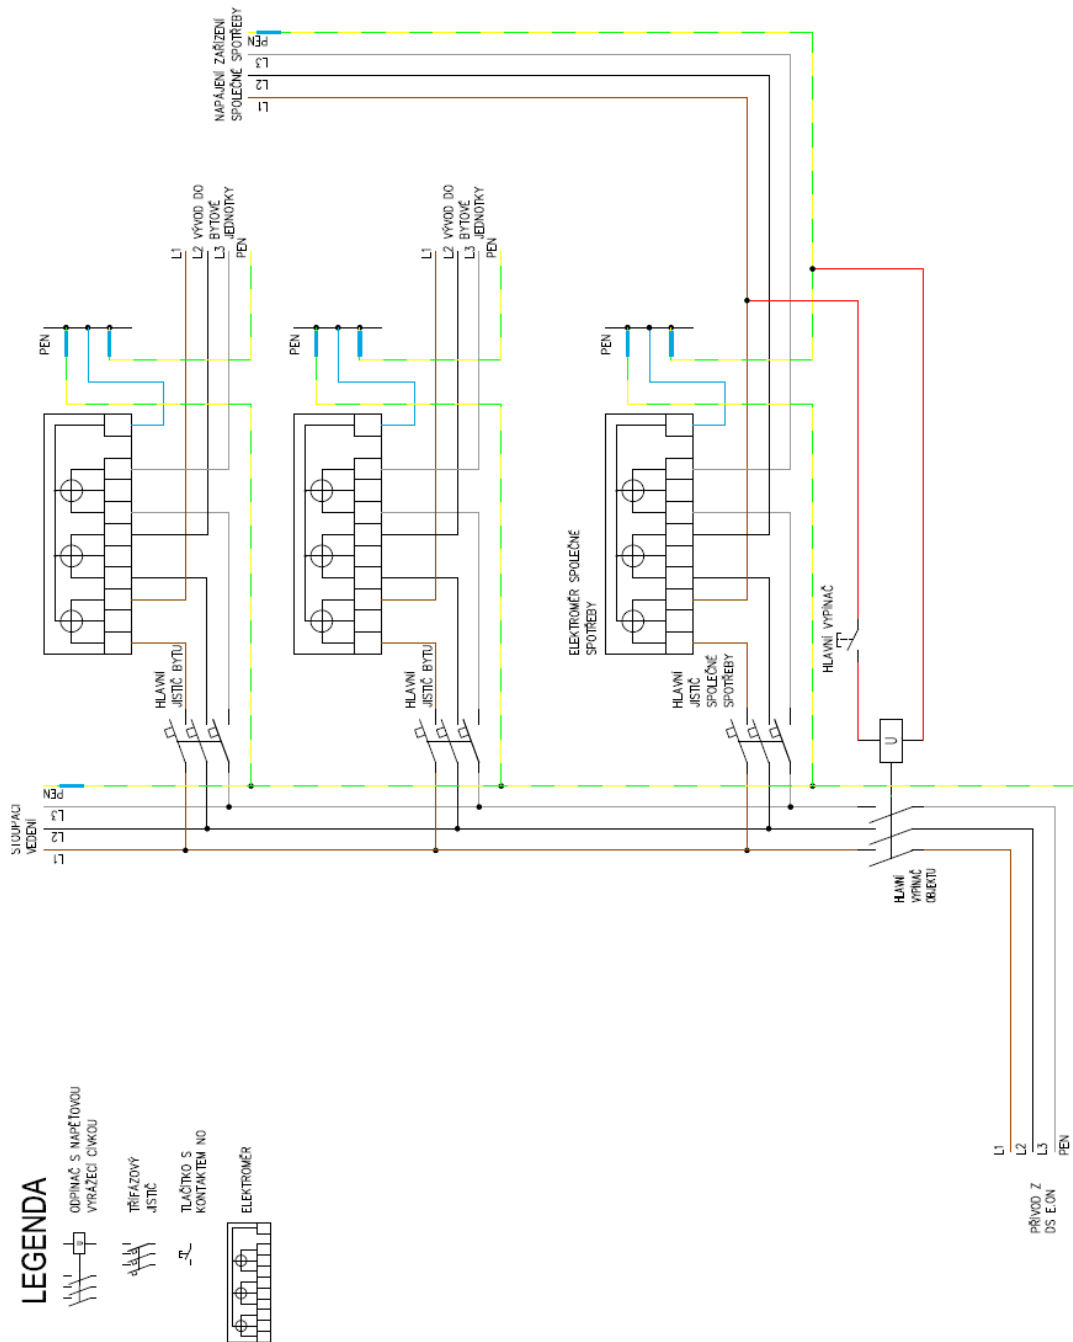 NAPÁJENÍ ZAŘÍZENÍ
SPOLEČNÉ SPOTŘEBY
PEN
L3
L2
L1
L1
L2 VÝVOD DO
BYTOVÉ
L3 JEDNOTKY
PEN
L1
L2 VÝVOD DO
BYTOVÉ
L3 JEDNOTKY
PEN
PEN
PEN
PEN
ELEKTROMĚR SPOLEČNÉ
SPOTŘEBY
HLAVNÍ
JISTIČ BYTU
HLAVNÍ
JISTIČ BYTU
HLAVNÍ
JISTIČ
SPOLEČNÉ
SPOTŘEBY
HLAVNÍ VYPÍNAČ
U
STOUPACÍ
VEDENÍ
PEN
L3
L2
L1
HLAVNÍ
VYPÍNAČ
OBJEKTU
LEGENDA
ODPÍNAČ S NAPĚŤOVOU
VYRÁŽECÍ CÍVKOU
U
TŘÍFÁZOVÝ
JISTIČ
TLAČÍTKO S
KONTAKTEM NO
ELEKTROMĚR
L1
L2
L3
PEN
PŘÍVOD Z
DS E.ON